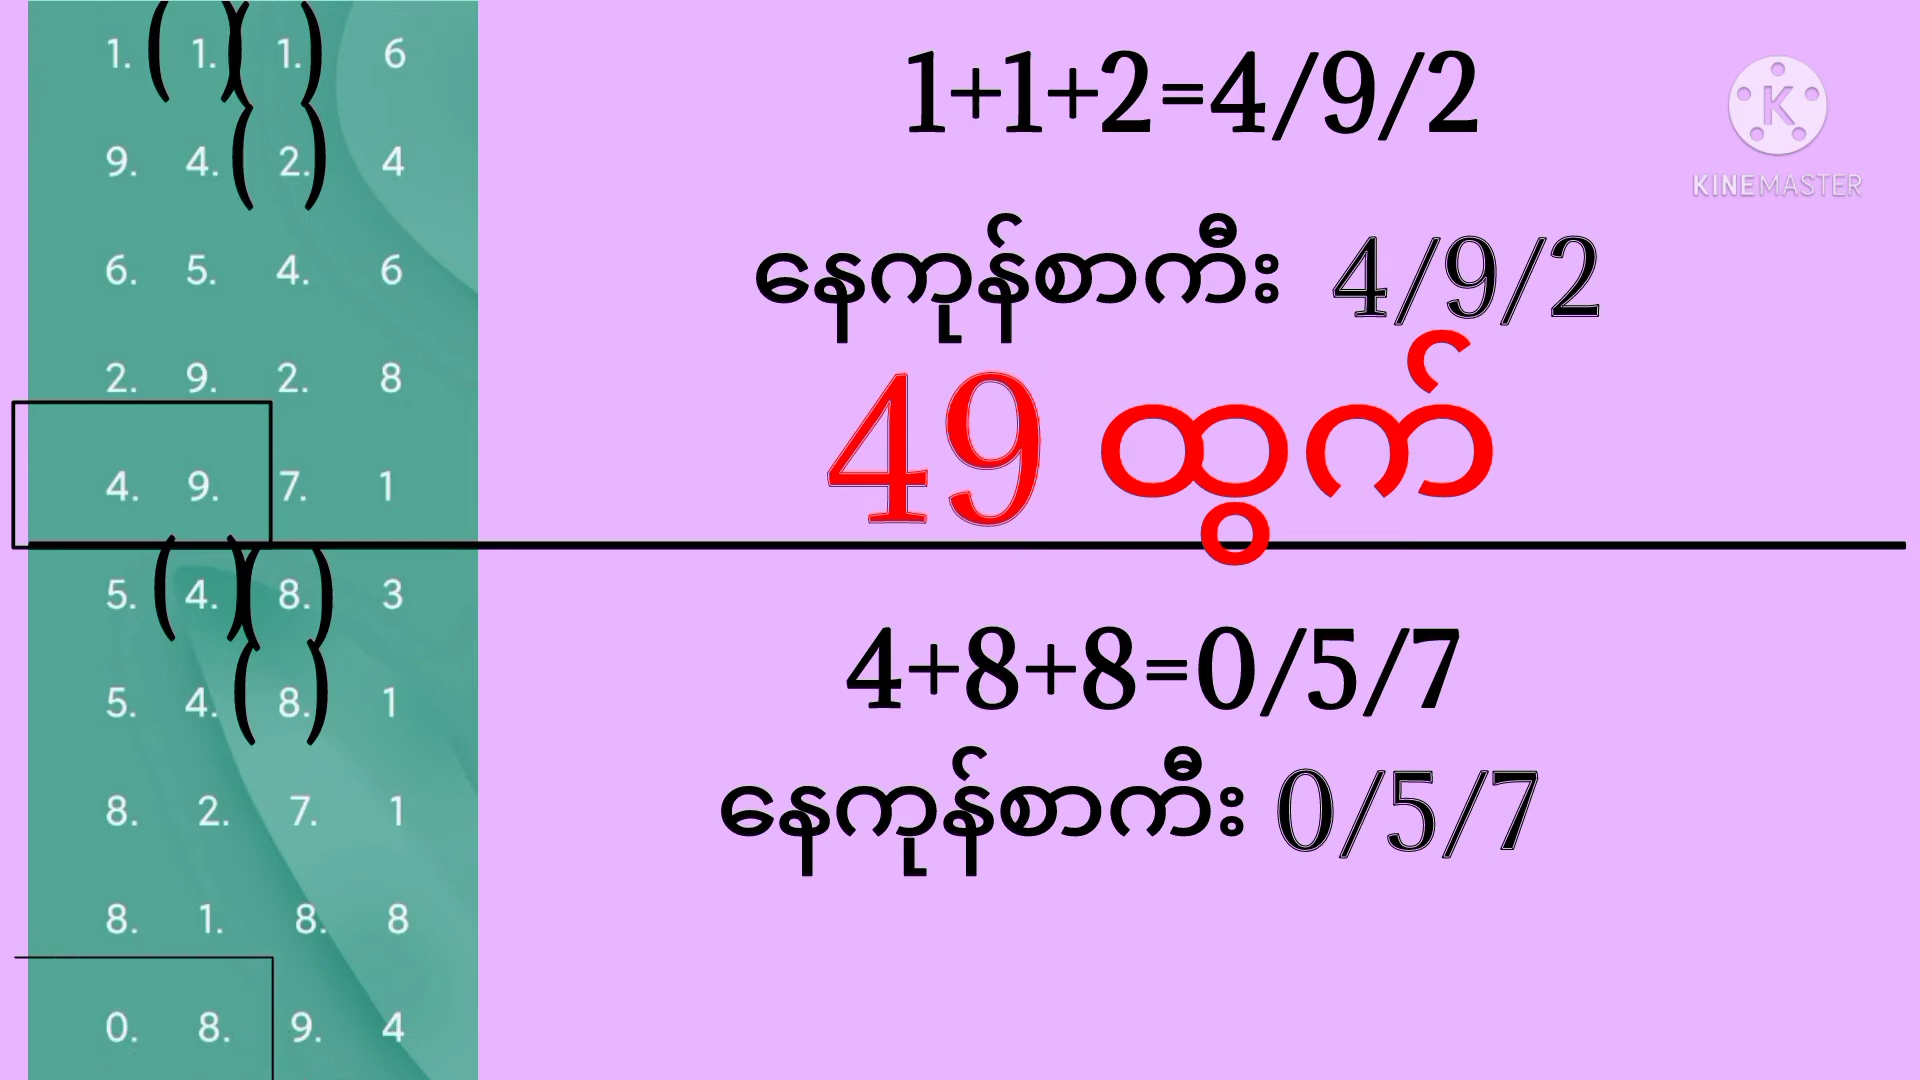 1. (1.)(1.) 6
9. 4. (2.) 4
6. 5. 4. 6
2. 9. 2. 8
4. 9. 7. 1
5. (4.)(8.) 3
5. 4. (8.) 1
8. 2. 7. 1
8. 1. 8. 8
0. 8. 9. 4
1+1+2=4/9/2
နေကုန်စာကီး 4/9/2
49 ထွက်
4+8+8=0/5/7
နေကုန်စာကီး 0/5/7
K
KINEMASTER